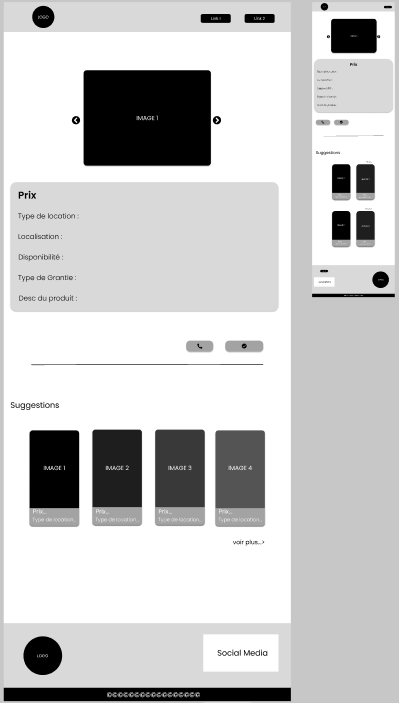 LOGO
Link 1 Link 2
IMAGE 1
Prix
Type de location :
Localisation :
Disponibilité :
Type de Grantie :
Desc du produit :
Suggestions
IMAGE 1 IMAGE 2 IMAGE 3 IMAGE 4
Prix... Prix... Prix... Prix...
Type de location... Type de location... Type de location... Type de location...
voir plus...>
LOGO
Social Media
©©©©©©©©©©©©©©©©
Prix
Suggestions